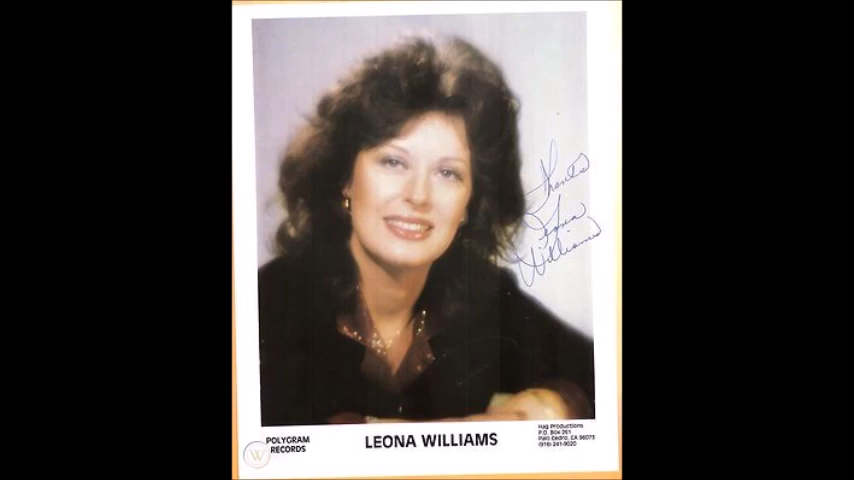 Thanks
Leona
Williams
POLYGRAM
RECORDS
LEONA WILLIAMS
Hag Productions
P.O. Box 261
Palo Cedro, CA 96073
(916) 241-9020
W